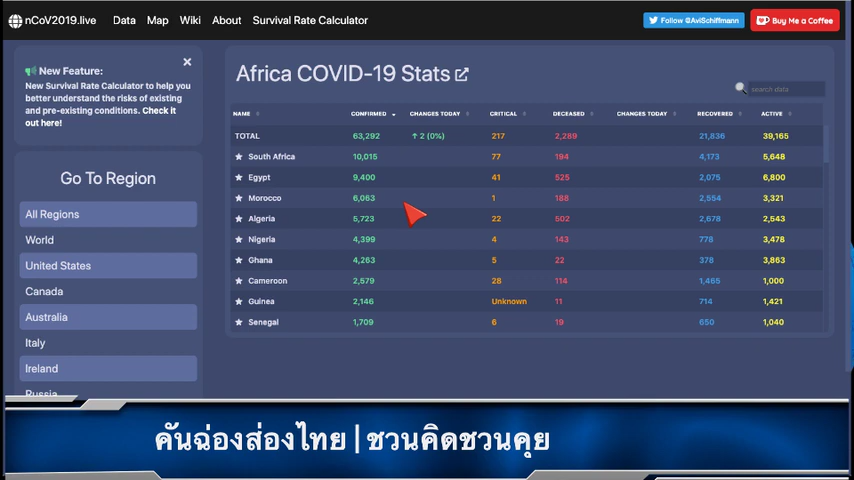 nCoV2019.live Data Map Wiki About Survival Rate Calculator Follow @AviSchiffmann Buy Me a Coffee
New Feature:
New Survival Rate Calculator to help you
better understand the risks of existing
and pre-existing conditions. Check it
out here!
Go To Region
All Regions
World
United States
Canada
Australia
Italy
Ireland
Russia
Africa COVID-19 Stats
search data
NAME CONFIRMED CHANGES TODAY CRITICAL DECEASED CHANGES TODAY RECOVERED ACTIVE
TOTAL 63,292 ↑ 2 (0%) 217 2,289 21,836 39,165
South Africa 10,015 77 194 4,173 5,648
Egypt 9,400 41 525 2,075 6,800
Morocco 6,063 1 188 2,554 3,321
Algeria 5,723 22 502 2,678 2,543
Nigeria 4,399 4 143 778 3,478
Ghana 4,263 5 22 378 3,863
Cameroon 2,579 28 114 1,465 1,000
Guinea 2,146 Unknown 11 714 1,421
Senegal 1,709 6 19 650 1,040
คันฉ่องส่องไทย | ชวนคิดชวนคุย